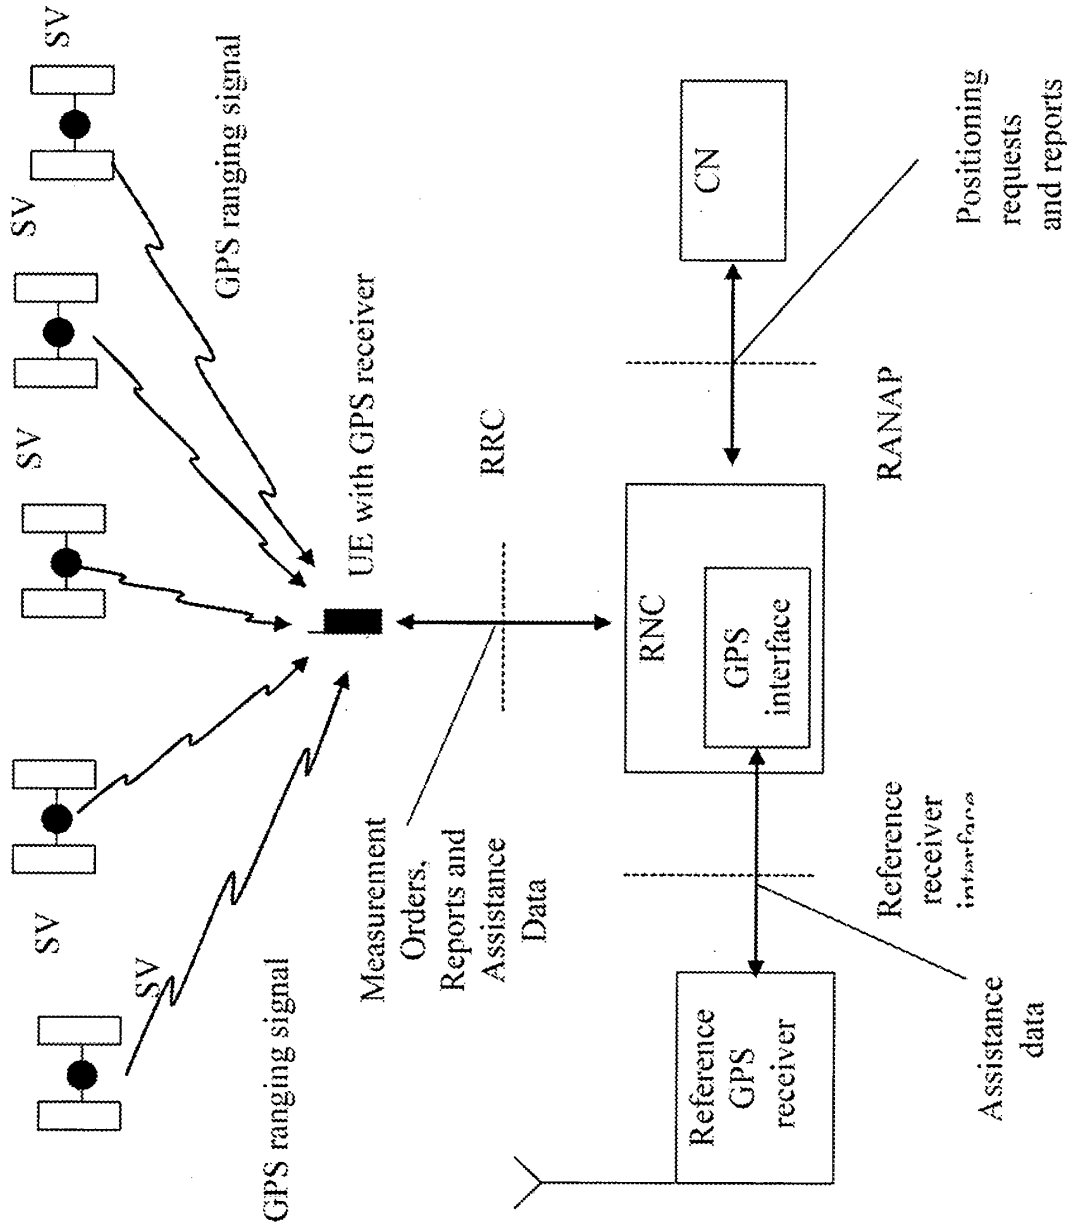 SV
SV
SV
SV
SV
GPS ranging signal
GPS ranging signal
UE with GPS receiver
Measurement
Orders,
Reports and
Assistance
Data
RRC
Reference
GPS
receiver
RNC
GPS
interface
CN
Reference
receiver
interface
RANAP
Assistance
data
Positioning
requests
and reports